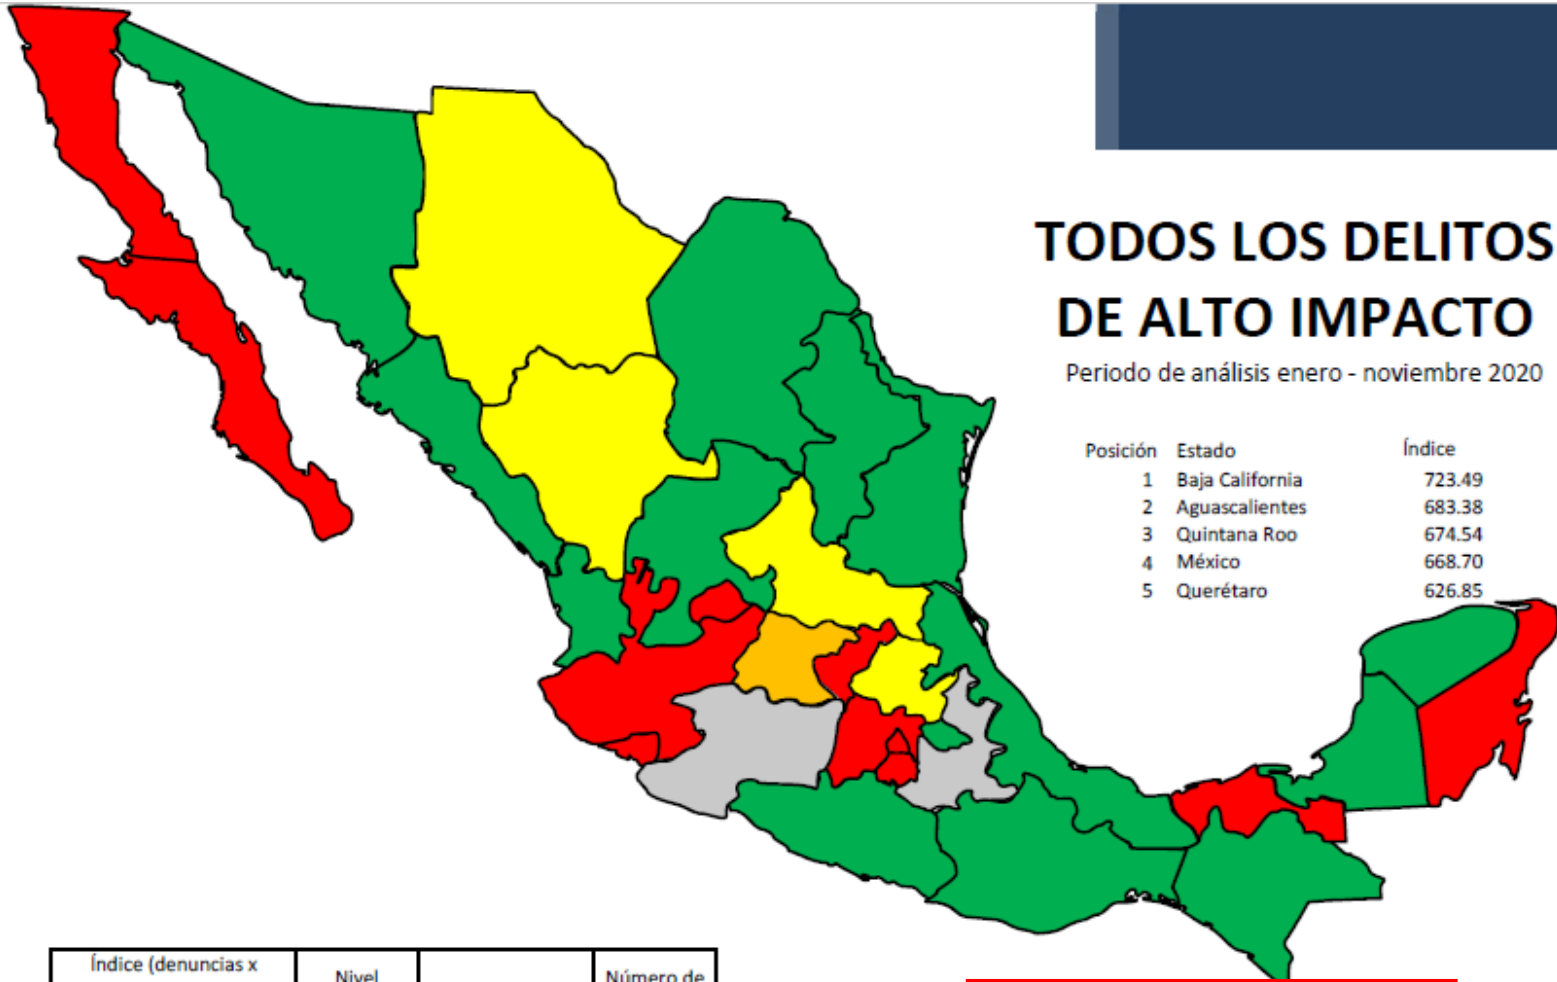 TODOS LOS DELITOS
DE ALTO IMPACTO
Periodo de análisis enero - noviembre 2020
Posición Estado Índice
1 Baja California 723.49
2 Aguascalientes 683.38
3 Quintana Roo 674.54
4 México 668.70
5 Querétaro 626.85
Índice (denuncias x
Nivel
Número de